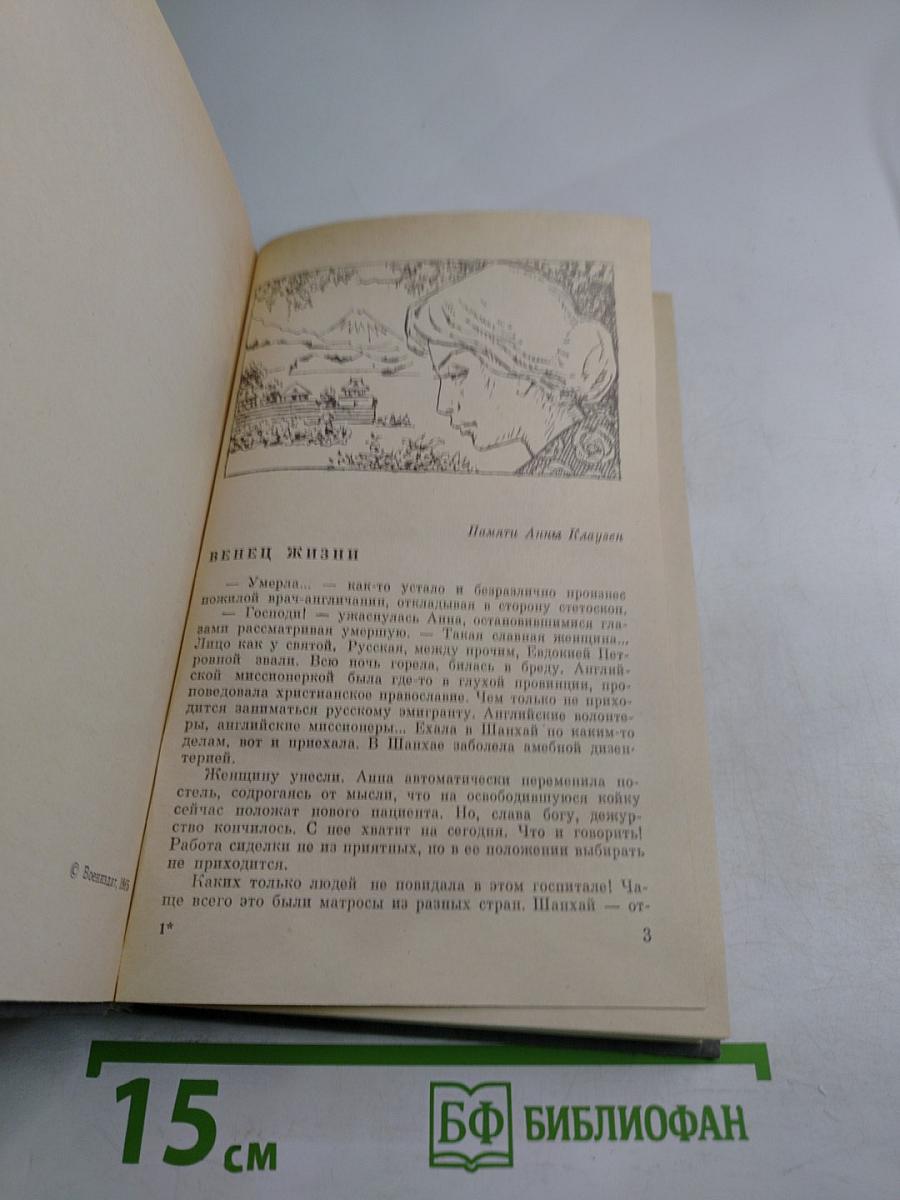 © Воениздат, 1985
Памяти Анны Клаузен
ВЕНЕЦ ЖИЗНИ
— Умерла... — как-то устало и безразлично произнес
пожилой врач-англичанин, откладывая в сторону стетоскоп.
— Господи! — ужаснулась Анна, остановившимися гла-
зами рассматривая умершую. — Такая славная женщина...
Лицо как у святой. Русская, между прочим, Евдокией Пет-
ровной звали. Всю ночь горела, билась в бреду. Англий-
ской миссионеркой была где-то в глухой провинции, про-
поведовала христианское православие. Чем только не прихо-
дится заниматься русскому эмигранту. Английские волонте-
ры, английские миссионеры... Ехала в Шанхай по каким-то
делам, вот и приехала. В Шанхае заболела амебной дизен-
терией.
Женщину унесли. Анна автоматически переменила по-
стель, содрогаясь от мысли, что на освободившуюся койку
сейчас положат нового пациента. Но, слава богу, дежур-
ство кончилось. С нее хватит на сегодня. Что и говорить!
Работа сиделки не из приятных, но в ее положении выбирать
не приходится.
Каких только людей не повидала в этом госпитале! Ча-
ще всего это были матросы из разных стран. Шанхай — от-
1*
3
15 см
БФ БИБЛИОФАН